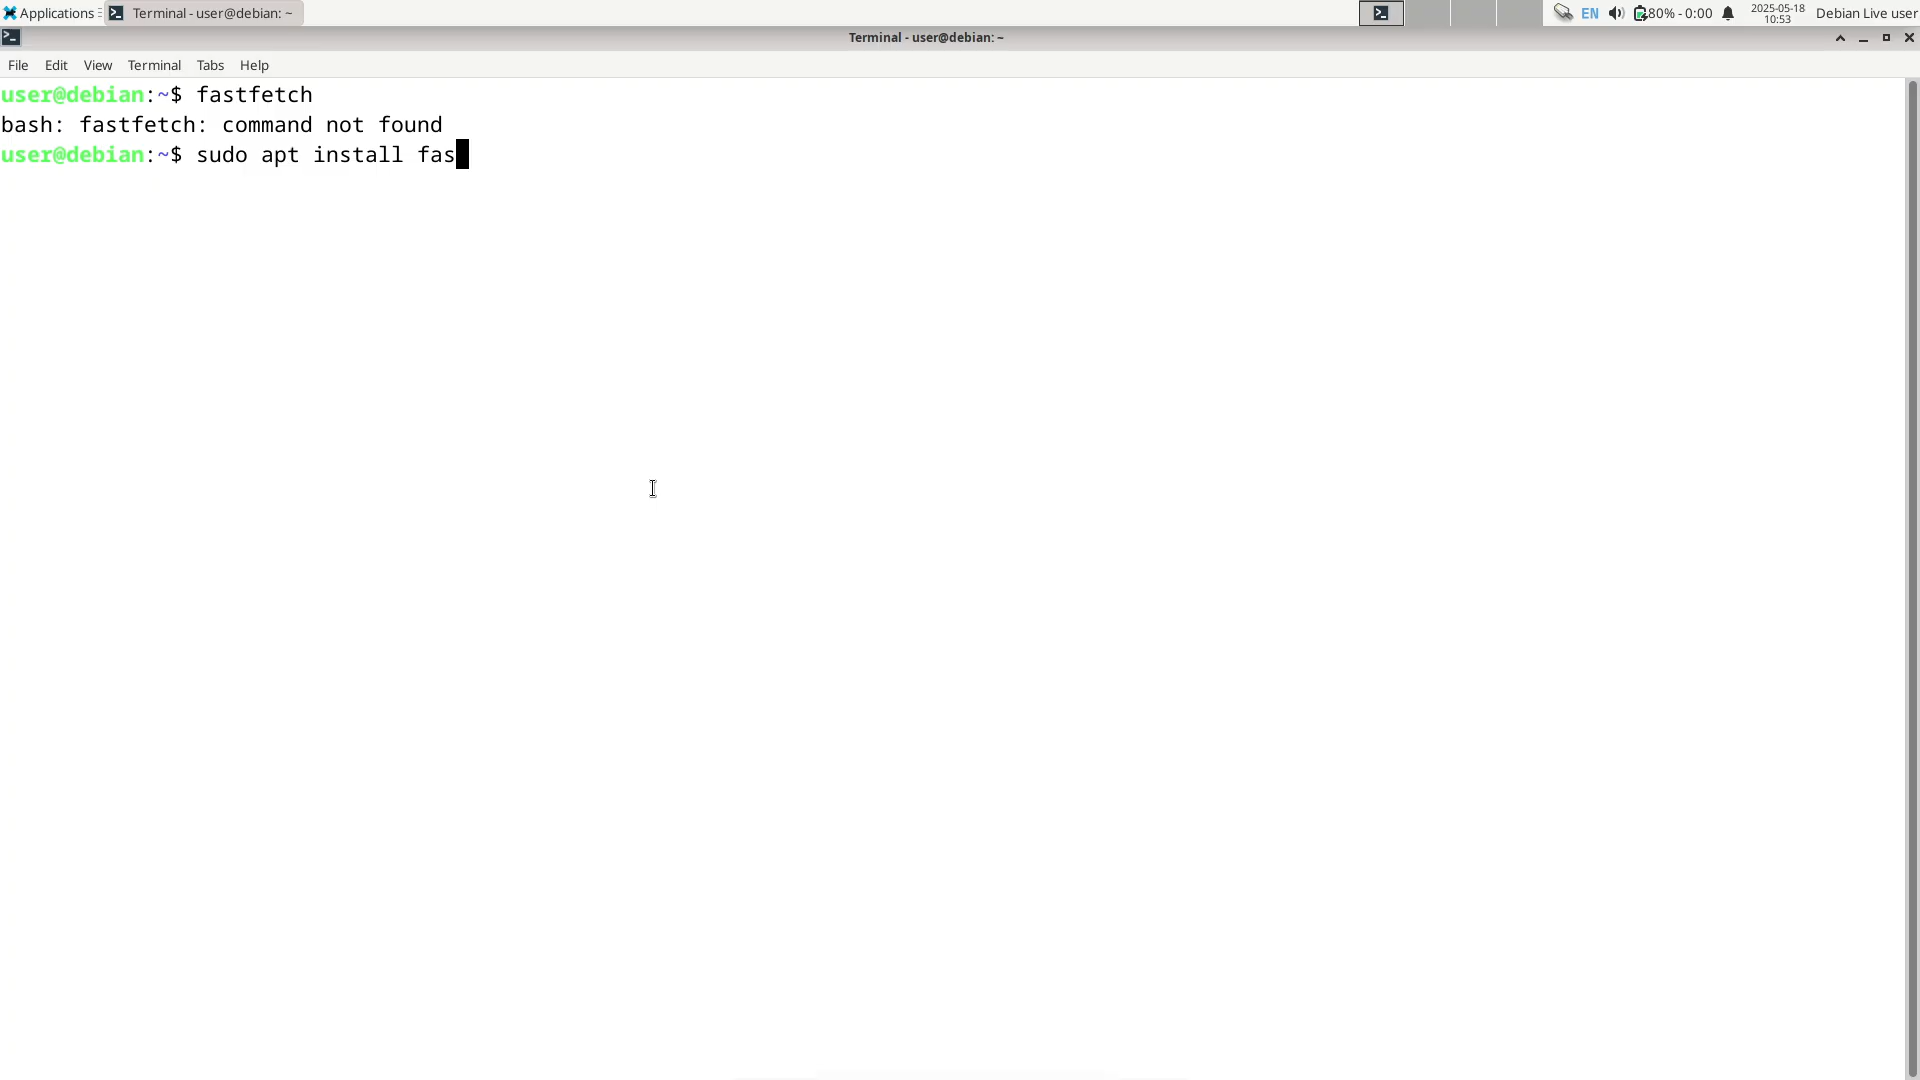 Applications Terminal - user@debian: ~ EN 80% - 0:00 2025-05-18 Debian Live user
10:53
Terminal - user@debian: ~
File Edit View Terminal Tabs Help
user@debian:~$ fastfetch
bash: fastfetch: command not found
user@debian:~$ sudo apt install fas